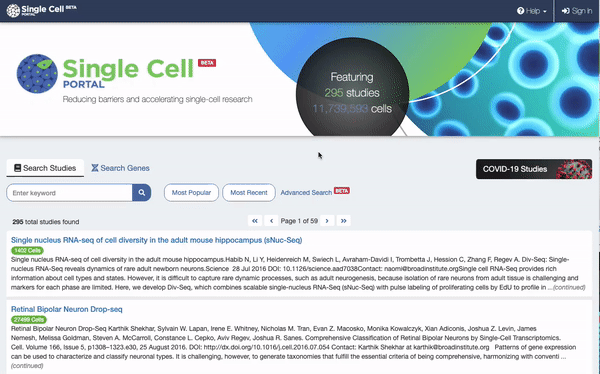 Single Cell BETA
PORTAL
Help
Sign In
Single Cell BETA
PORTAL
Reducing barriers and accelerating single-cell research
Featuring
295 studies
11,739,593 cells
Search Studies
Search Genes
COVID-19 Studies
Enter keyword
Most Popular
Most Recent
Advanced Search BETA
295 total studies found
Page 1 of 59
Single nucleus RNA-seq of cell diversity in the adult mouse hippocampus (sNuc-Seq)
1402 Cells
Single nucleus RNA-seq of cell diversity in the adult mouse hippocampus.Habib N, Li Y, Heidenreich M, Swiech L, Avraham-Davidi I, Trombetta J, Hession C, Zhang F, Regev A. Div-Seq: Single-
nucleus RNA-Seq reveals dynamics of rare adult newborn neurons.Science 28 Jul 2016 DOI: 10.1126/science.aad7038Contact: naomi@broadinstitute.orgSingle cell RNA-Seq provides rich
information about cell types and states. However, it is difficult to capture rare dynamic processes, such as adult neurogenesis, because isolation of rare neurons from adult tissue is challenging and
markers for each phase are limited. Here, we develop Div-Seq, which combines scalable single-nucleus RNA-Seq (sNuc-Seq) with pulse labeling of proliferating cells by EdU to profile in ...(continued)
Retinal Bipolar Neuron Drop-seq
27499 Cells
Retinal Bipolar Neuron Drop-Seq Karthik Shekhar, Sylvain W. Lapan, Irene E. Whitney, Nicholas M. Tran, Evan Z. Macosko, Monika Kowalczyk, Xian Adiconis, Joshua Z. Levin, James
Nemesh, Melissa Goldman, Steven A. McCarroll, Constance L. Cepko, Aviv Regev, Joshua R. Sanes. Comprehensive Classification of Retinal Bipolar Neurons by Single-Cell Transcriptomics.
Cell. Volume 166, Issue 5, p1308–1323.e30, 25 August 2016. DOI: http://dx.doi.org/10.1016/j.cell.2016.07.054 Contact: Karthik Shekhar at karthik@broadinstitute.org Patterns of gene expression
can be used to characterize and classify neuronal types. It is challenging, however, to generate taxonomies that fulfill the essential criteria of being comprehensive, harmonizing with conventi ...(continued)